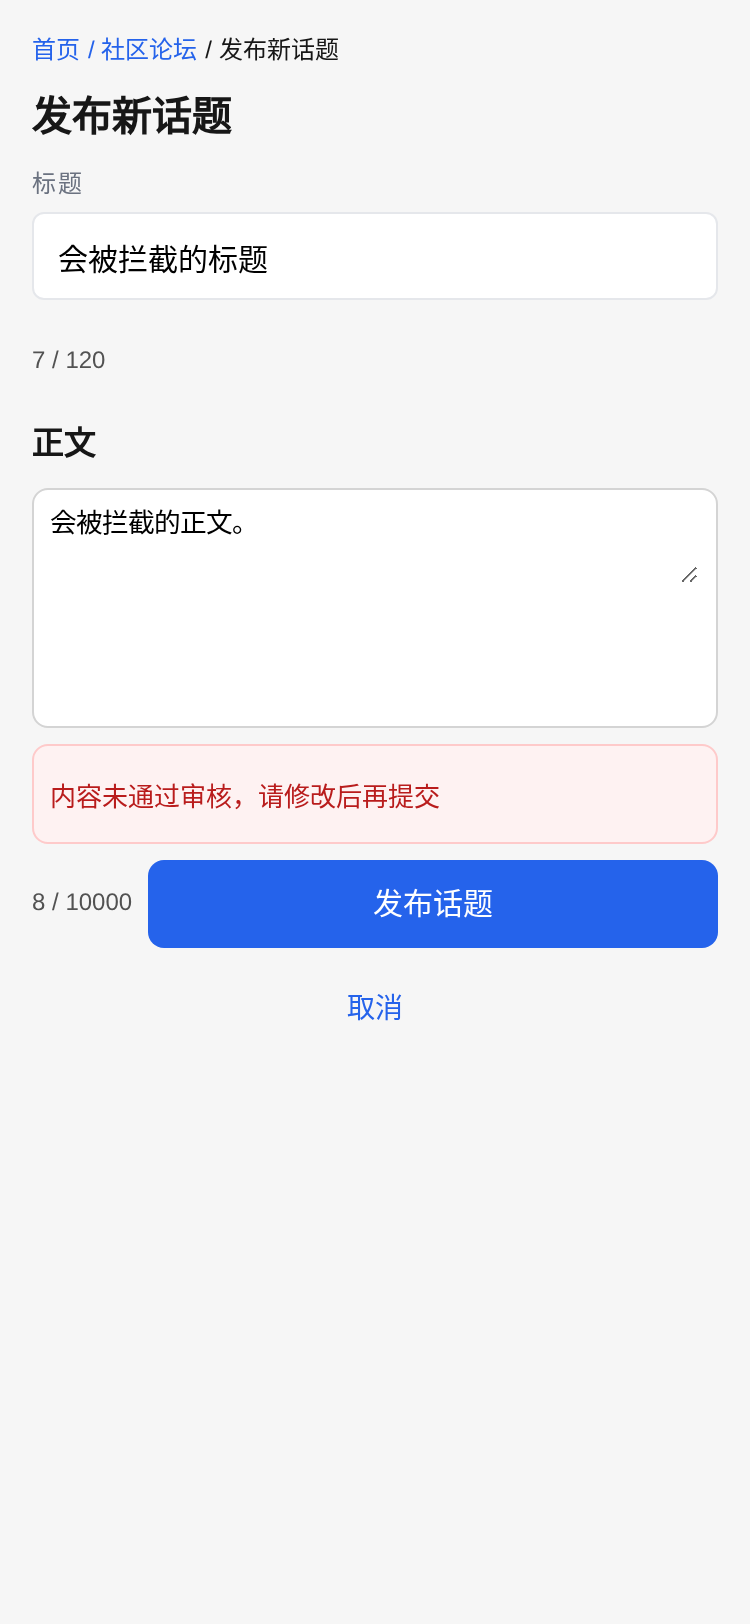 首页 / 社区论坛 / 发布新话题
发布新话题
标题
会被拦截的标题
7 / 120
正文
会被拦截的正文。
内容未通过审核，请修改后再提交
8 / 10000
发布话题
取消